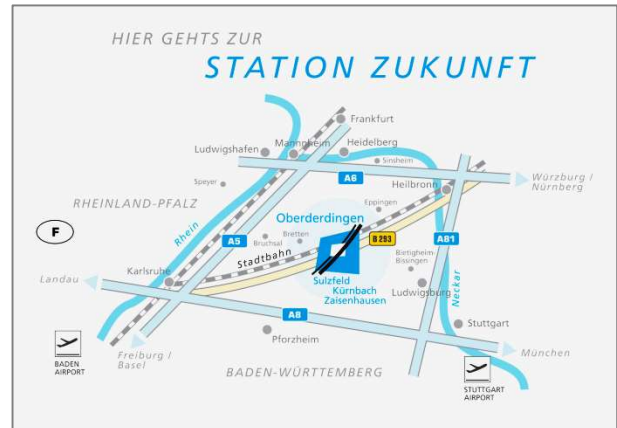 HIER GEHTS ZUR
STATION ZUKUNFT
Frankfurt
Ludwigshafen
Mannheim
Heidelberg
Sinsheim
A6
Würzburg /
Nürnberg
Speyer
Heilbronn
RHEINLAND-PFALZ
Eppingen
Oberderdingen
F
Rhein
A5
Bruchsal
Bretten
B 293
A81
Stadtbahn
Bietigheim-
Bissingen
Karlsruhe
Landau
Sulzfeld
Kürnbach
Zaisenhausen
Ludwigsburg
Neckar
A8
Stuttgart
Pforzheim
München
BADEN
AIRPORT
Freiburg /
Basel
BADEN-WÜRTTEMBERG
STUTTGART
AIRPORT